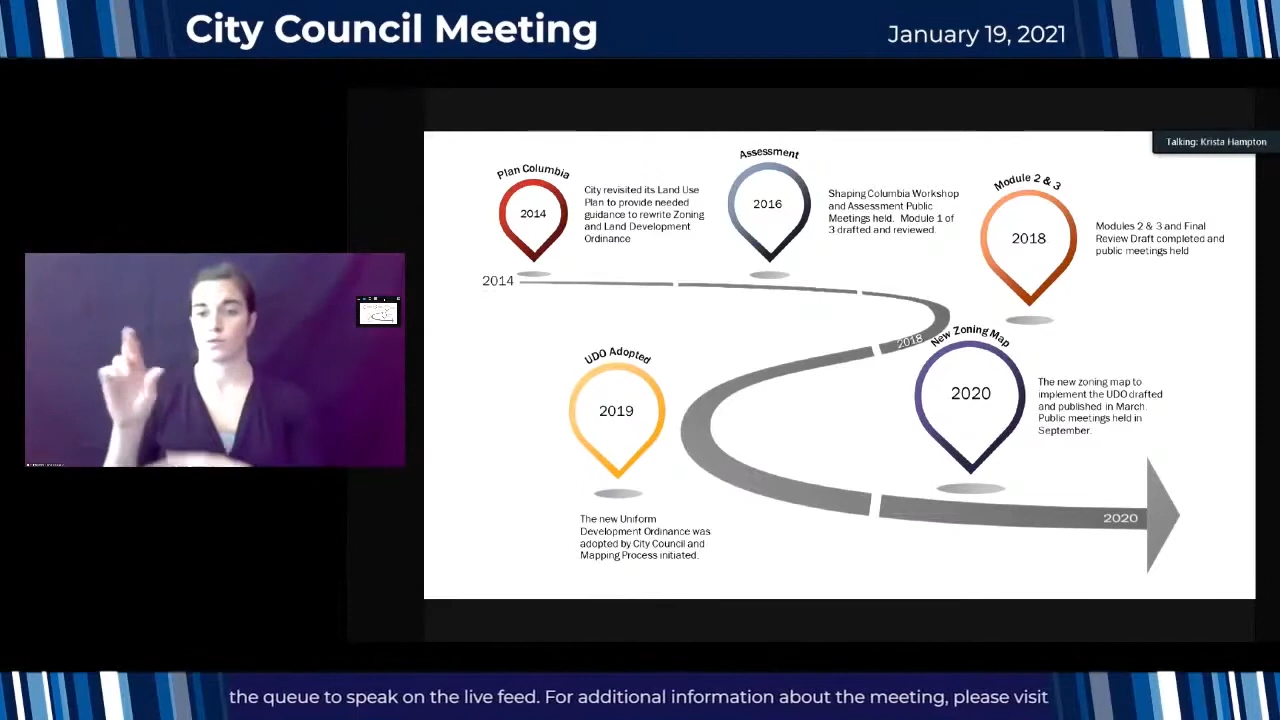 City Council Meeting
January 19, 2021
Talking: Krista Hampton
Plan Columbia
2014
City revisited its Land Use
Plan to provide needed
guidance to rewrite Zoning
and Land Development
Ordinance
Assessment
2016
Shaping Columbia Workshop
and Assessment Public
Meetings held. Module 1 of
3 drafted and reviewed.
Module 2 & 3
2018
Modules 2 & 3 and Final
Review Draft completed and
public meetings held
2014
2018
UDO Adopted
2019
The new Uniform
Development Ordinance was
adopted by City Council and
Mapping Process initiated.
New Zoning Map
2020
The new zoning map to
implement the UDO drafted
and published in March.
Public meetings held in
September.
2020
the queue to speak on the live feed. For additional information about the meeting, please visit